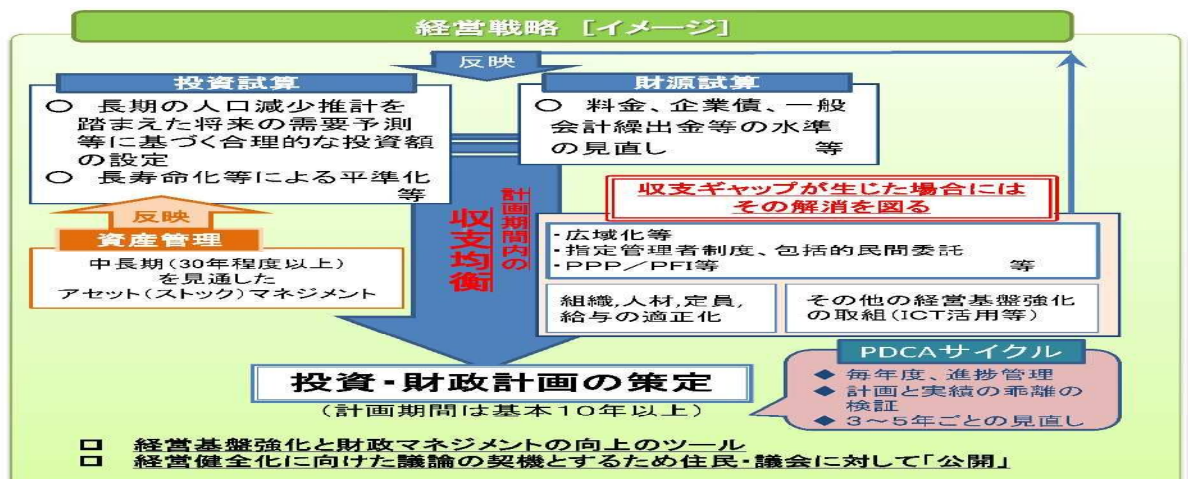 経営戦略 [イメージ]
反映
投資試算
○ 長期の人口減少推計を
踏まえた将来の需要予測
等に基づく合理的な投資額
の設定
○ 長寿命化等による平準化
等
財源試算
○ 料金、企業債、一般
会計繰出金等の水準
の見直し 等
反映
資産管理
中長期(30年程度以上)
を見通した
アセット(ストック)マネジメント
計画期間内の
収支均衡
収支ギャップが生じた場合には
その解消を図る
・広域化等
・指定管理者制度、包括的民間委託
・PPP/PFI等 等
組織,人材,定員,
給与の適正化
その他の経営基盤強化
の取組(ICT活用等)
PDCAサイクル
◆ 毎年度、進捗管理
◆ 計画と実績の乖離の
検証
◆ 3~5年ごとの見直し
投資・財政計画の策定
(計画期間は基本10年以上)
□ 経営基盤強化と財政マネジメントの向上のツール
□ 経営健全化に向けた議論の契機とするため住民・議会に対して「公開」